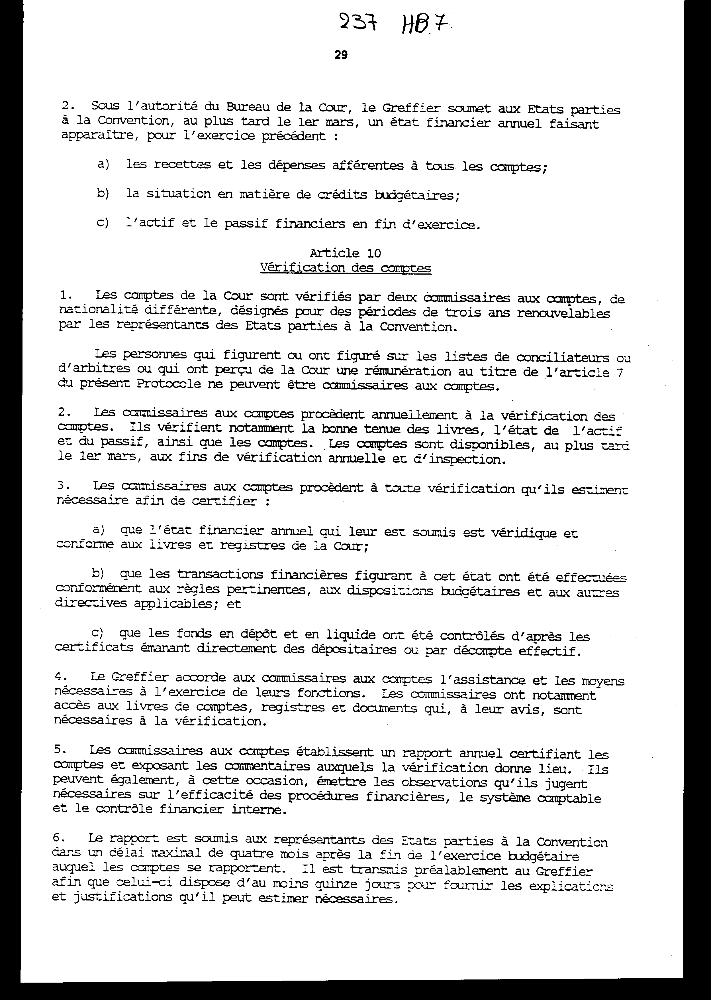 237 HB7
29
2. Sous l'autorité du Bureau de la Cour, le Greffier soumet aux Etats parties
à la Convention, au plus tard le 1er mars, un état financier annuel faisant
apparaître, pour l'exercice précédent :
a) les recettes et les dépenses afférentes à tous les comptes;
b) la situation en matière de crédits budgétaires;
c) l'actif et le passif financiers en fin d'exercice.
Article 10
Vérification des comptes
1. Les comptes de la Cour sont vérifiés par deux commissaires aux comptes, de
nationalité différente, désignés pour des périodes de trois ans renouvelables
par les représentants des Etats parties à la Convention.
Les personnes qui figurent ou ont figuré sur les listes de conciliateurs ou
d'arbitres ou qui ont perçu de la Cour une rémunération au titre de l'article 7
du présent Protocole ne peuvent être commissaires aux comptes.
2. Les commissaires aux comptes procèdent annuellement à la vérification des
comptes. Ils vérifient notamment la bonne tenue des livres, l'état de l'actif
et du passif, ainsi que les comptes. Les comptes sont disponibles, au plus tard
le 1er mars, aux fins de vérification annuelle et d'inspection.
3. Les commissaires aux comptes procèdent à toute vérification qu'ils estiment
nécessaire afin de certifier :
a) que l'état financier annuel qui leur est soumis est véridique et
conforme aux livres et registres de la Cour;
b) que les transactions financières figurant à cet état ont été effectuées
conformément aux règles pertinentes, aux dispositions budgétaires et aux autres
directives applicables; et
c) que les fonds en dépôt et en liquide ont été contrôlés d'après les
certificats émanant directement des dépositaires ou par décompte effectif.
4. Le Greffier accorde aux commissaires aux comptes l'assistance et les moyens
nécessaires à l'exercice de leurs fonctions. Les commissaires ont notamment
accès aux livres de comptes, registres et documents qui, à leur avis, sont
nécessaires à la vérification.
5. Les commissaires aux comptes établissent un rapport annuel certifiant les
comptes et exposant les commentaires auxquels la vérification donne lieu. Ils
peuvent également, à cette occasion, émettre les observations qu'ils jugent
nécessaires sur l'efficacité des procédures financières, le système comptable
et le contrôle financier interne.
6. Le rapport est soumis aux représentants des Etats parties à la Convention
dans un délai maximal de quatre mois après la fin de l'exercice budgétaire
auquel les comptes se rapportent. Il est transmis préalablement au Greffier
afin que celui-ci dispose d'au moins quinze jours pour fournir les explications
et justifications qu'il peut estimer nécessaires.